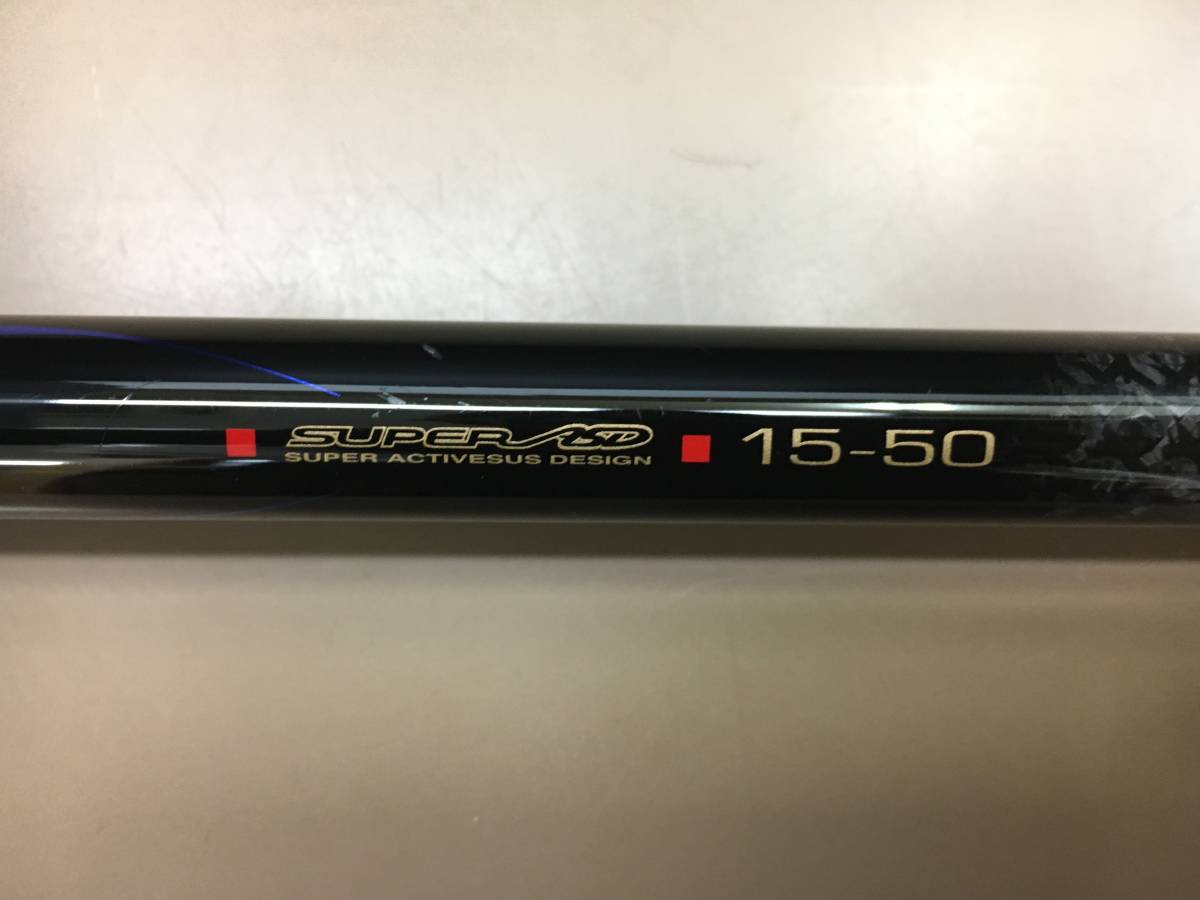 SUPER ASD 15-50
SUPER ACTIVESUS DESIGN